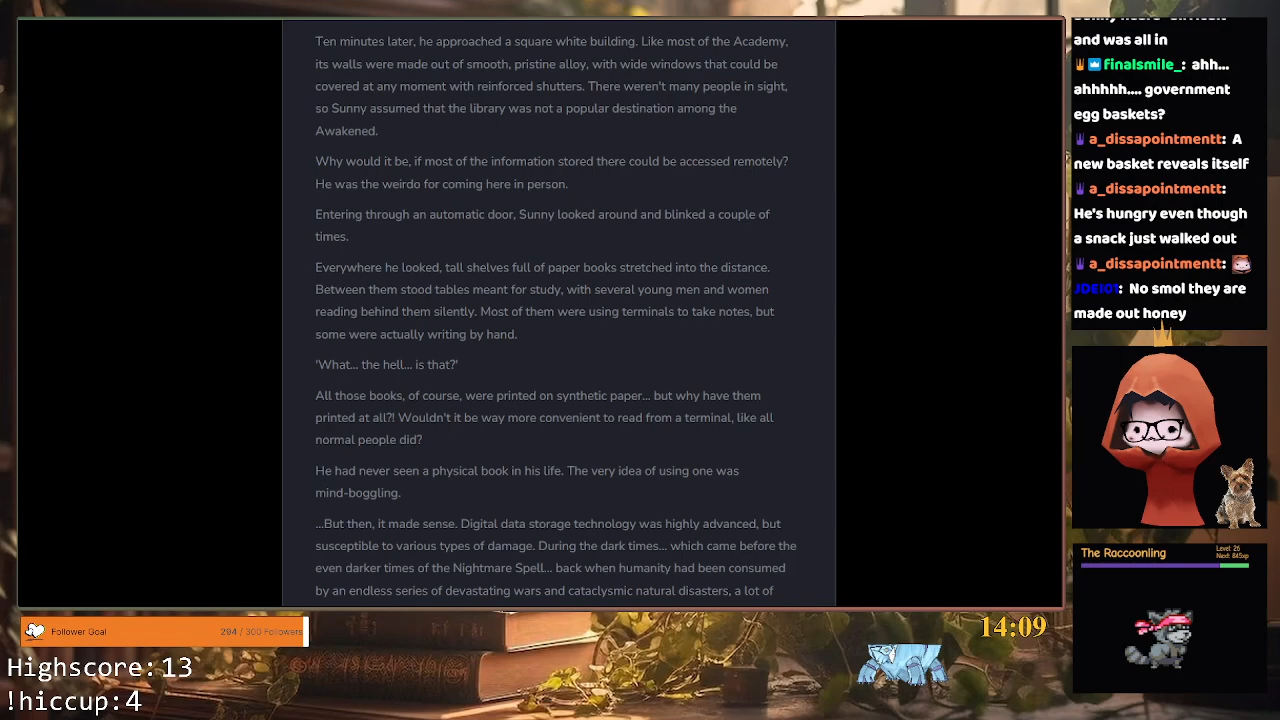 Ten minutes later, he approached a square white building. Like most of the Academy,
its walls were made out of smooth, pristine alloy, with wide windows that could be
covered at any moment with reinforced shutters. There weren't many people in sight,
so Sunny assumed that the library was not a popular destination among the
Awakened.
Why would it be, if most of the information stored there could be accessed remotely?
He was the weirdo for coming here in person.
Entering through an automatic door, Sunny looked around and blinked a couple of
times.
Everywhere he looked, tall shelves full of paper books stretched into the distance.
Between them stood tables meant for study, with several young men and women
reading behind them silently. Most of them were using terminals to take notes, but
some were actually writing by hand.
'What... the hell... is that?'
All those books, of course, were printed on synthetic paper... but why have them
printed at all?! Wouldn't it be way more convenient to read from a terminal, like all
normal people did?
He had never seen a physical book in his life. The very idea of using one was
mind-boggling.
...But then, it made sense. Digital data storage technology was highly advanced, but
susceptible to various types of damage. During the dark times... which came before the
even darker times of the Nightmare Spell... back when humanity had been consumed
by an endless series of devastating wars and cataclysmic natural disasters, a lot of
and was all in
finalsmile_: ahh...
ahhhhh.... government
egg baskets?
a_dissapointmentt: A
new basket reveals itself
a_dissapointmentt:
He's hungry even though
a snack just walked out
a_dissapointmentt:
JDEI01: No smol they are
made out honey
The Raccoonling
Level: 26
Next: 845xp
Follower Goal
294 / 300 Followers
14:09
Highscore:13
!hiccup:4